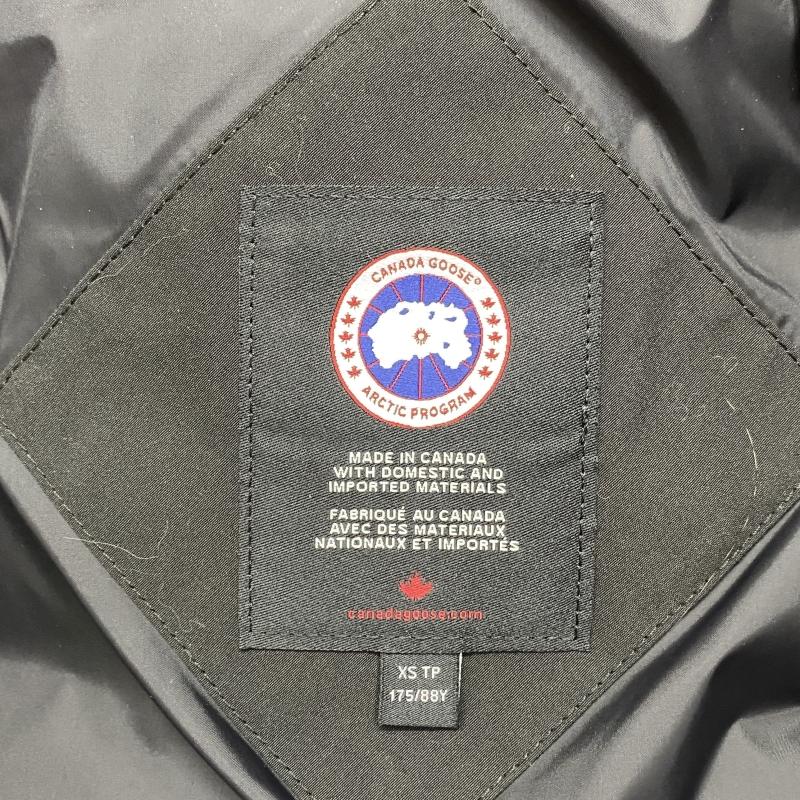 CANADA GOOSE®
ARCTIC PROGRAM
MADE IN CANADA
WITH DOMESTIC AND
IMPORTED MATERIALS
FABRIQUÉ AU CANADA
AVEC DES MATERIAUX
NATIONAUX ET IMPORTÉS
canadagoose.com
XS TP
175/88Y